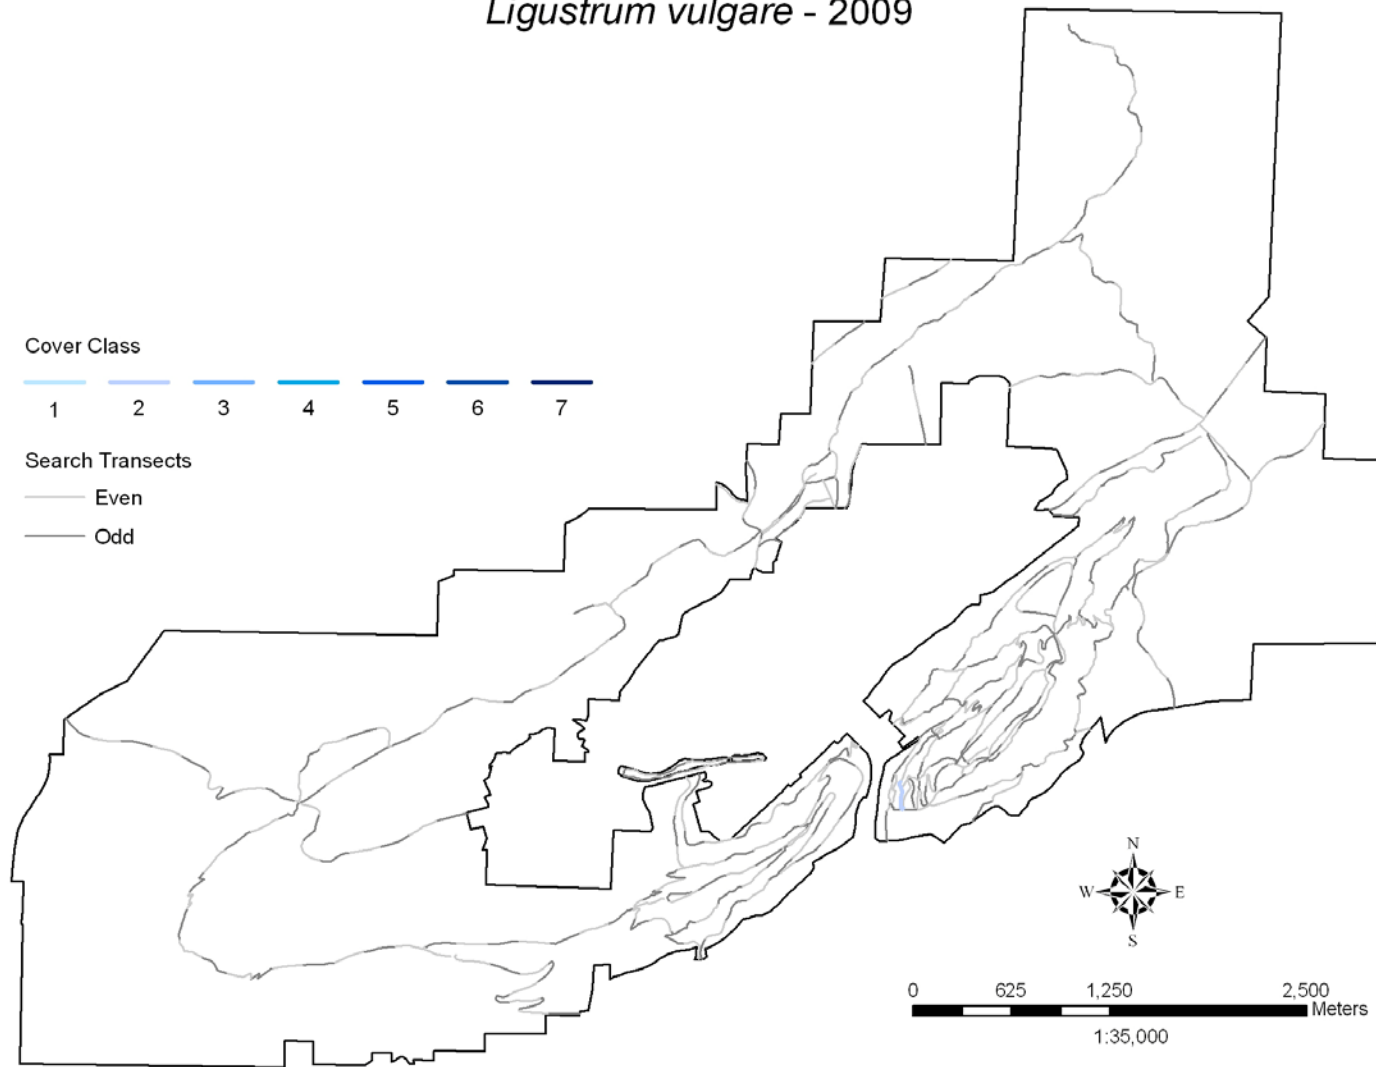 Ligustrum vulgare - 2009
Cover Class
1 2 3 4 5 6 7
Search Transects
Even
Odd
N
W E
S
0 625 1,250 2,500
Meters
1:35,000